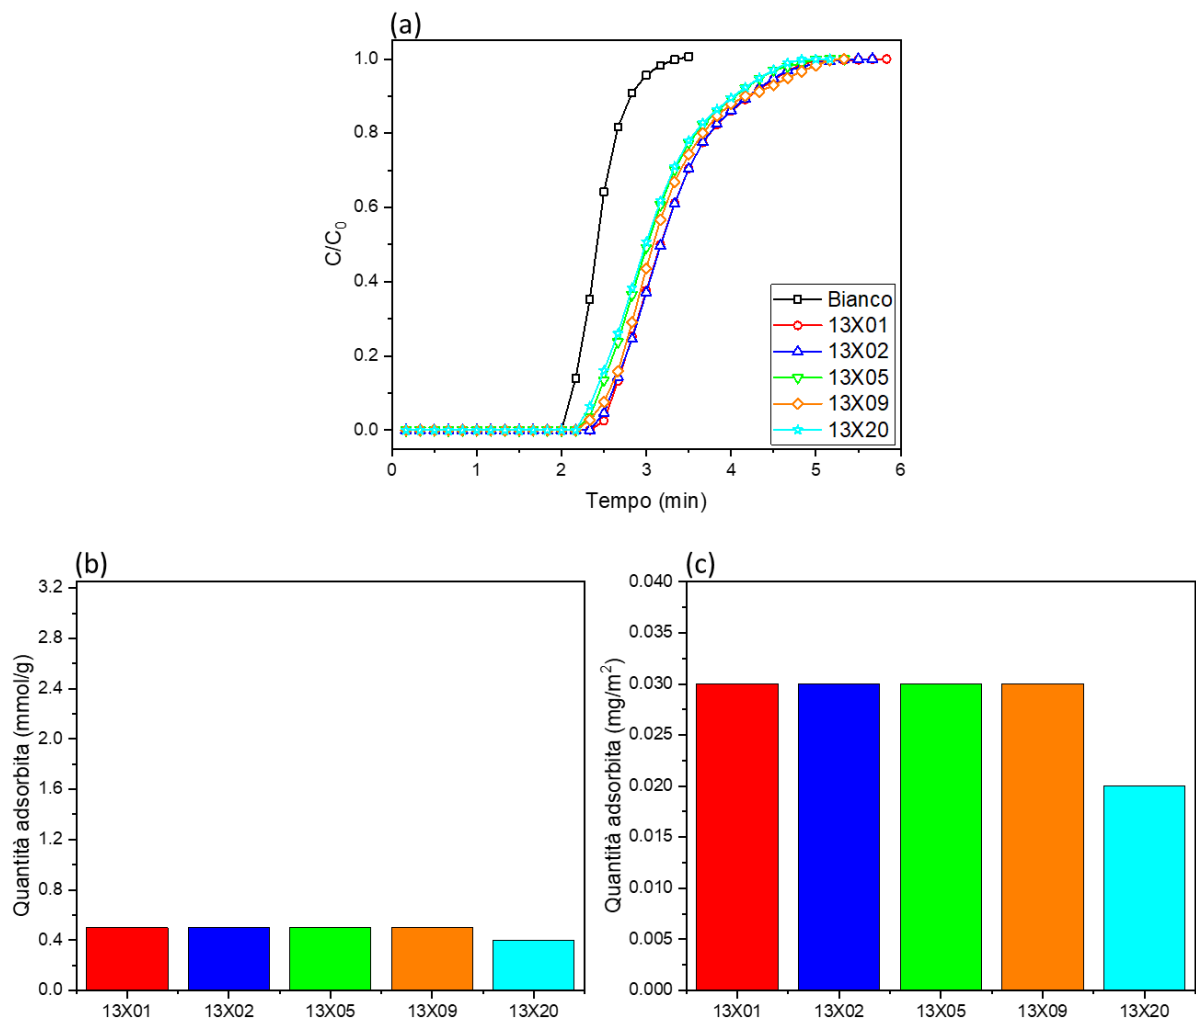 (a)
1.0
0.8
0.6
0.4
0.2
0.0
C/C0
0 1 2 3 4 5 6
Tempo (min)
Bianco
13X01
13X02
13X05
13X09
13X20
(b)
3.2
2.8
2.4
2.0
1.6
1.2
0.8
0.4
0.0
Quantità adsorbita (mmol/g)
13X01 13X02 13X05 13X09 13X20
(c)
0.040
0.035
0.030
0.025
0.020
0.015
0.010
0.005
0.000
Quantità adsorbita (mg/m²)
13X01 13X02 13X05 13X09 13X20